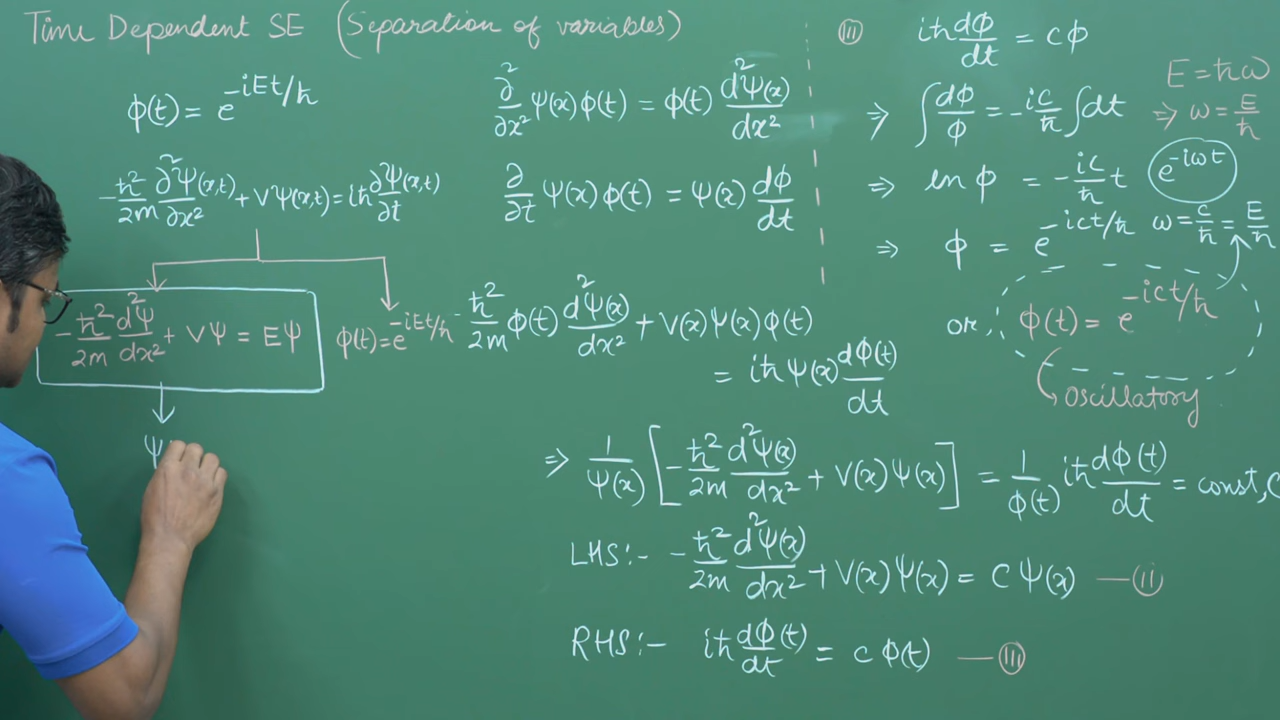 Time Dependent SE (Separation of variables)
ϕ(t) = e^{-iEt/ħ}
-ħ²/2m ∂²Ψ(x,t)/∂x² + VΨ(x,t) = iħ ∂Ψ(x,t)/∂t
-ħ²/2m d²Ψ/dx² + VΨ = EΨ
ϕ(t) = e^{-iEt/ħ}
Ψ
∂²/∂x² Ψ(x)ϕ(t) = ϕ(t) d²Ψ(x)/dx²
∂/∂t Ψ(x)ϕ(t) = Ψ(x) dϕ/dt
-ħ²/2m ϕ(t) d²Ψ(x)/dx² + V(x)Ψ(x)ϕ(t)
= iħ Ψ(x) dϕ(t)/dt
⇒ 1/Ψ(x) [-ħ²/2m d²Ψ(x)/dx² + V(x)Ψ(x)] = 1/ϕ(t) iħ dϕ(t)/dt = const, C
LHS:- -ħ²/2m d²Ψ(x)/dx² + V(x)Ψ(x) = CΨ(x) — (II)
RHS:- iħ dϕ(t)/dt = cϕ(t) — (III)
(III) iħ dϕ/dt = cϕ
⇒ ∫dϕ/ϕ = -ic/ħ ∫dt
⇒ ln ϕ = -ic/ħ t
⇒ ϕ = e^{-ict/ħ}
or, ϕ(t) = e^{-ict/ħ}
Oscillatory
E = ħω
⇒ ω = E/ħ
e^{-iωt}
ω = c/ħ = E/ħ